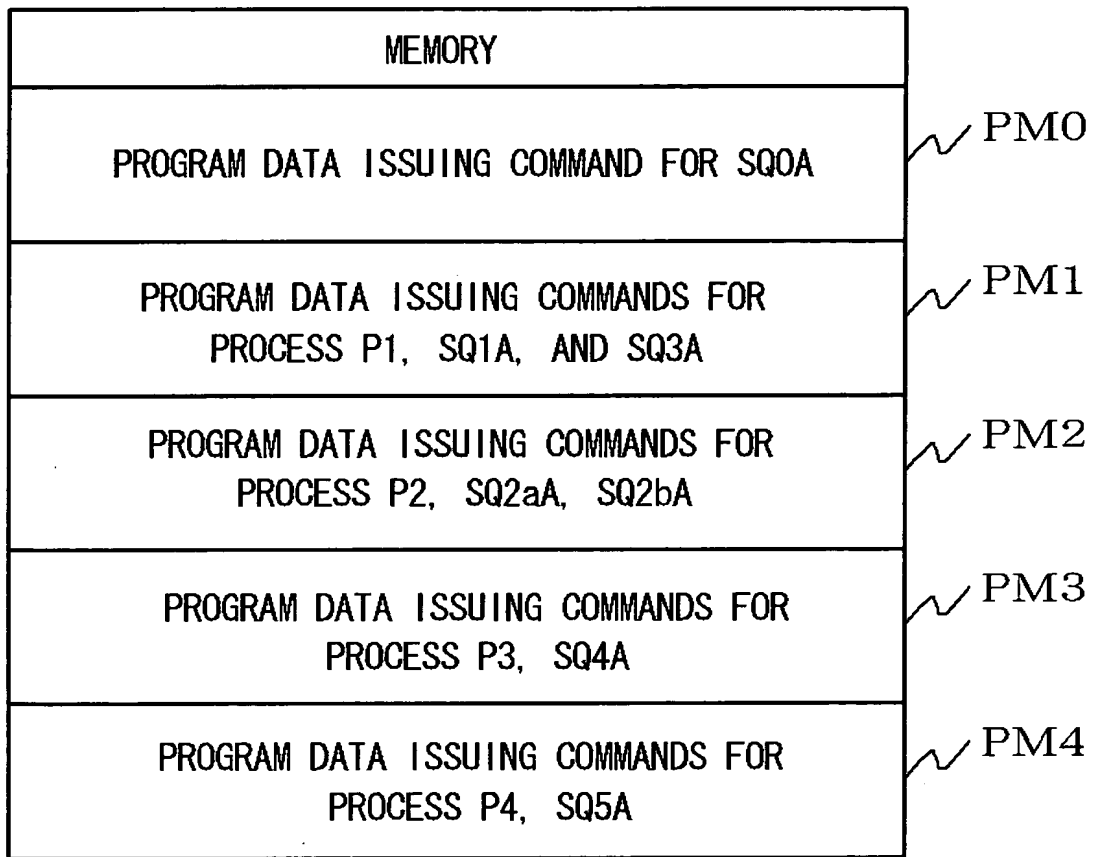 MEMORY
PROGRAM DATA ISSUING COMMAND FOR SQ0A
PM0
PROGRAM DATA ISSUING COMMANDS FOR
PROCESS P1, SQ1A, AND SQ3A
PM1
PROGRAM DATA ISSUING COMMANDS FOR
PROCESS P2, SQ2aA, SQ2bA
PM2
PROGRAM DATA ISSUING COMMANDS FOR
PROCESS P3, SQ4A
PM3
PROGRAM DATA ISSUING COMMANDS FOR
PROCESS P4, SQ5A
PM4